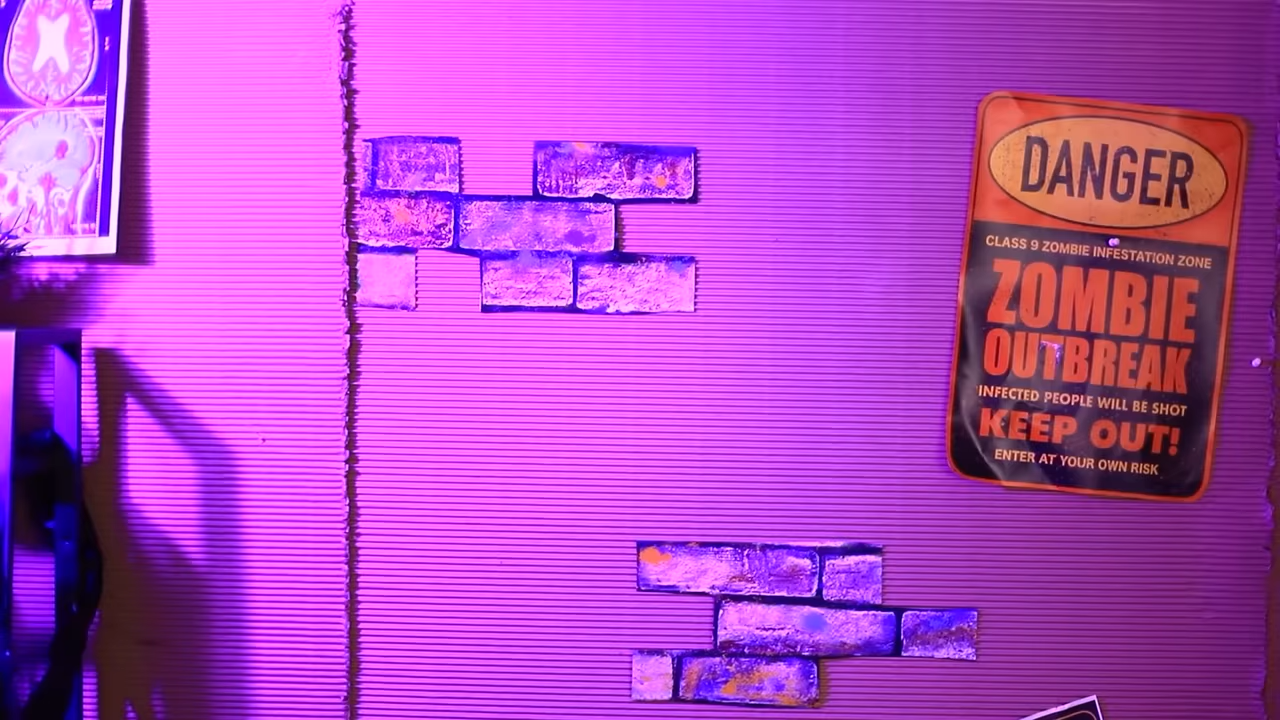 DANGER
CLASS 9 ZOMBIE INFESTATION ZONE
ZOMBIE
OUTBREAK
INFECTED PEOPLE WILL BE SHOT
KEEP OUT!
ENTER AT YOUR OWN RISK